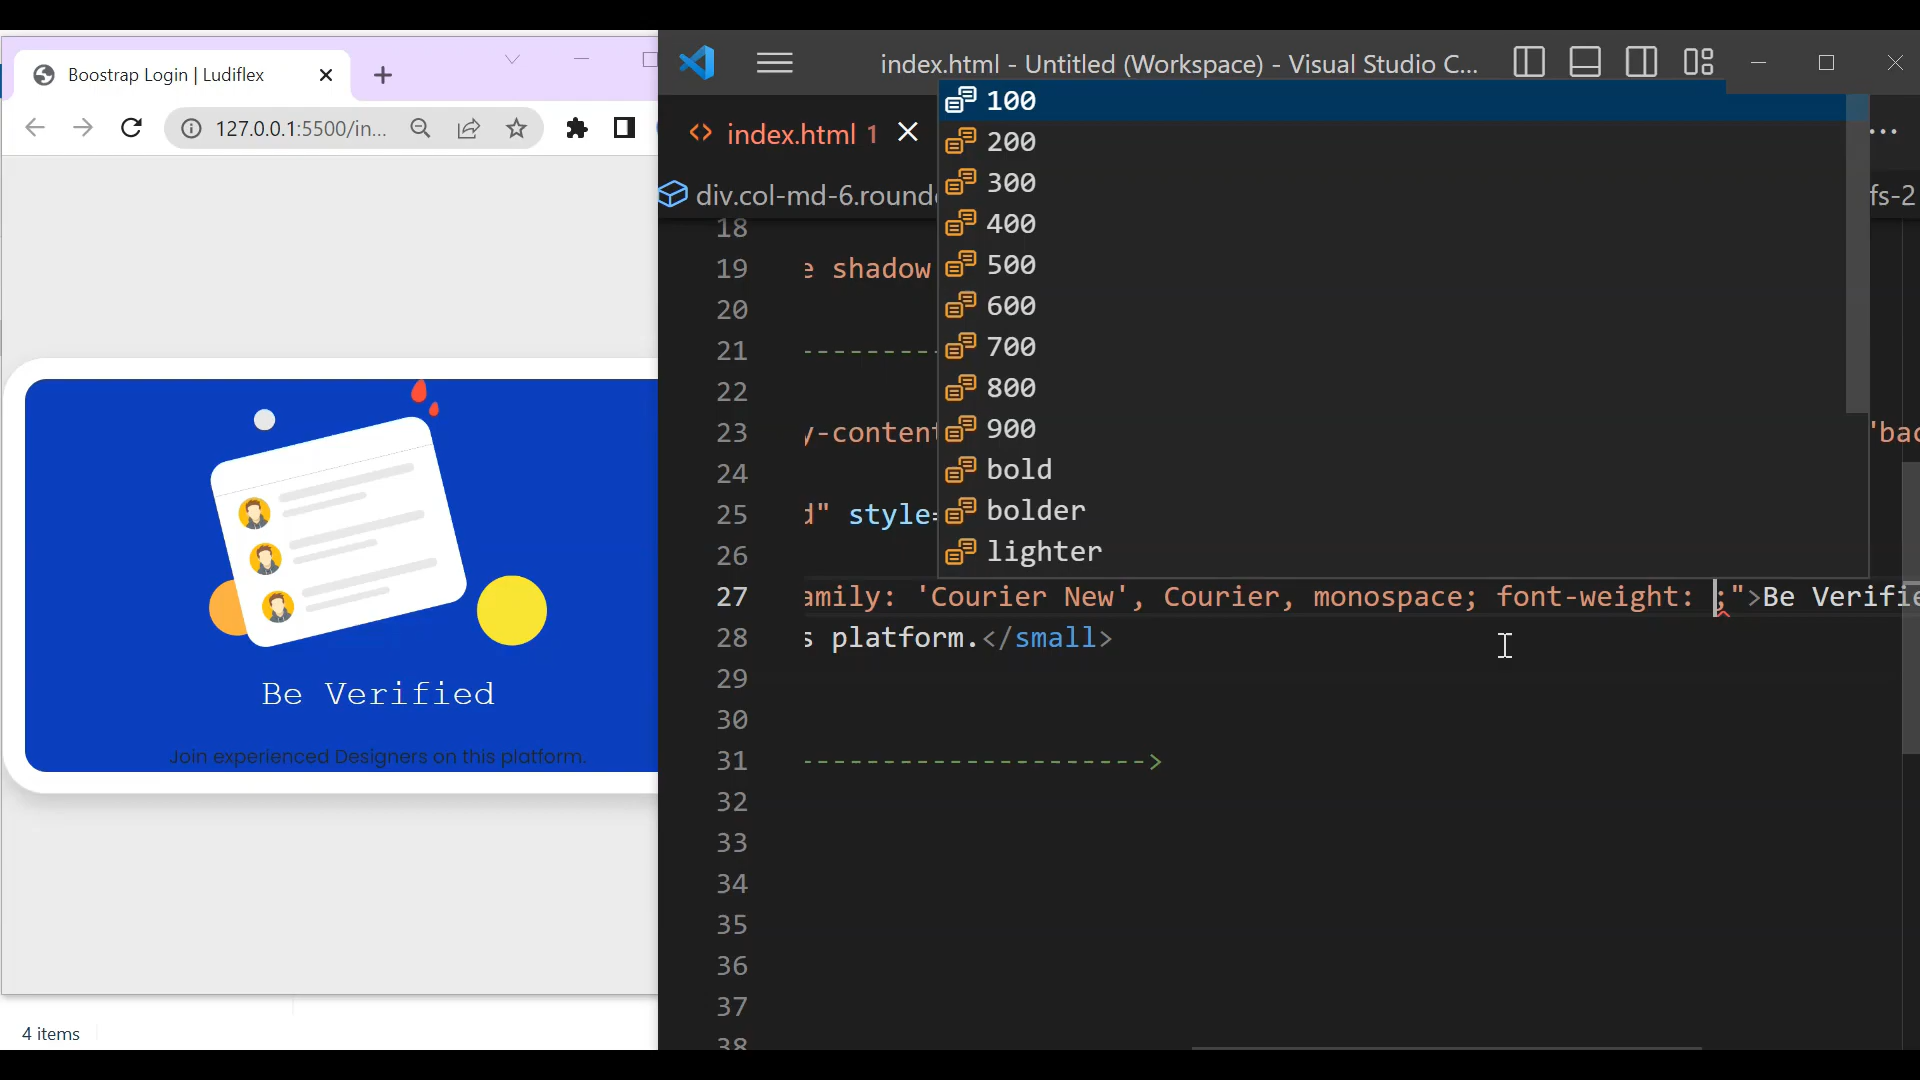 Boostrap Login | Ludiflex
127.0.0.1:5500/in...
Be Verified
Join experienced Designers on this platform.
4 items
index.html - Untitled (Workspace) - Visual Studio C...
<> index.html 1
div.col-md-6.rounde
fs-2
100
200
300
400
500
600
700
800
900
bold
bolder
lighter
18
19 e shadow
20
21 ---------
22
23 y-content 'bac
24
25 d" style=
26
27 amily: 'Courier New', Courier, monospace; font-weight: ;">Be Verifie
28 s platform.</small>
29
30
31 ---------------------->
32
33
34
35
36
37
38